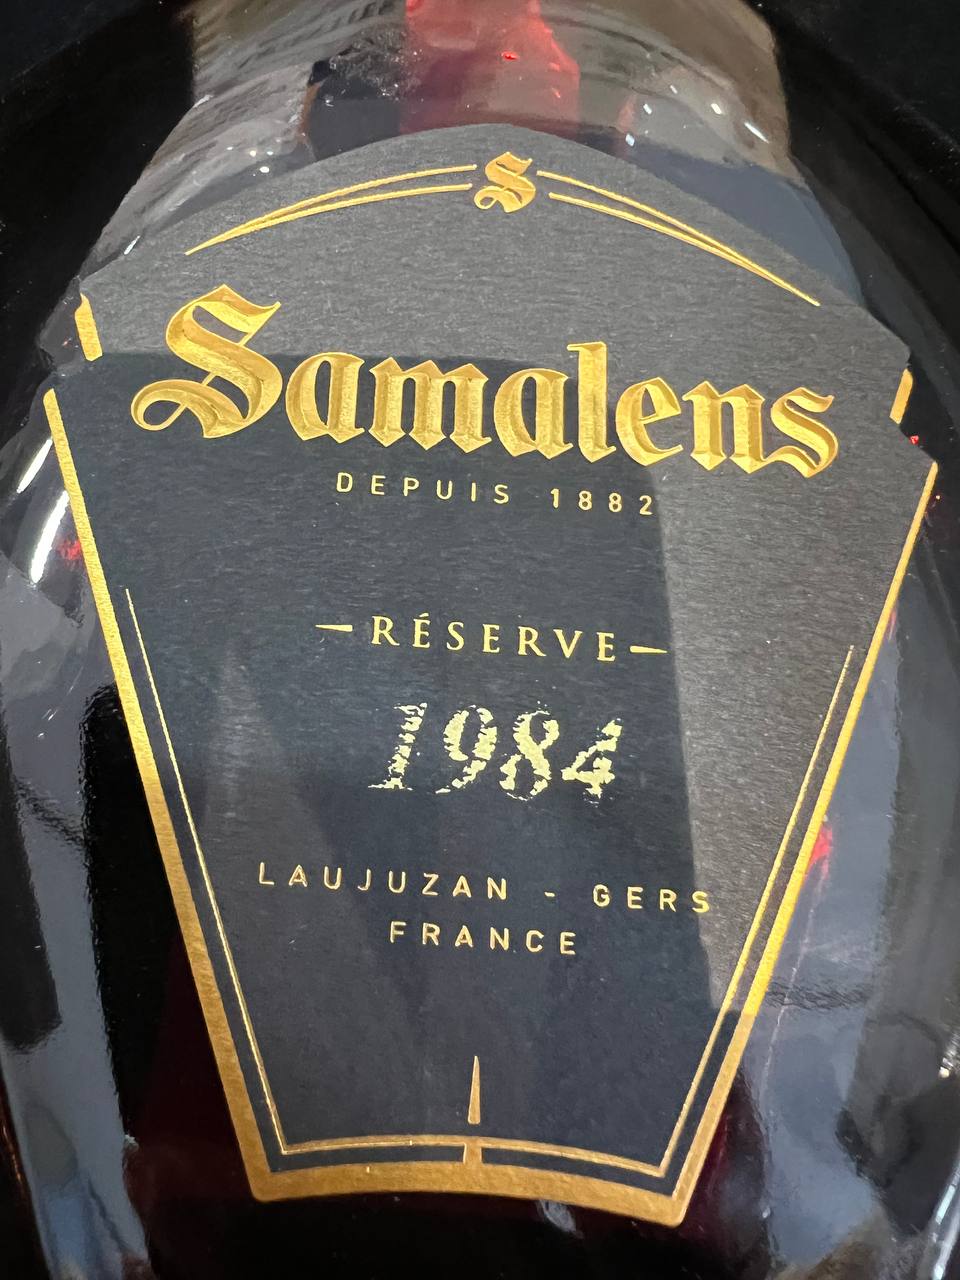 S
Samalens
DEPUIS 1882
RÉSERVE
1984
LAUJUZAN - GERS
FRANCE